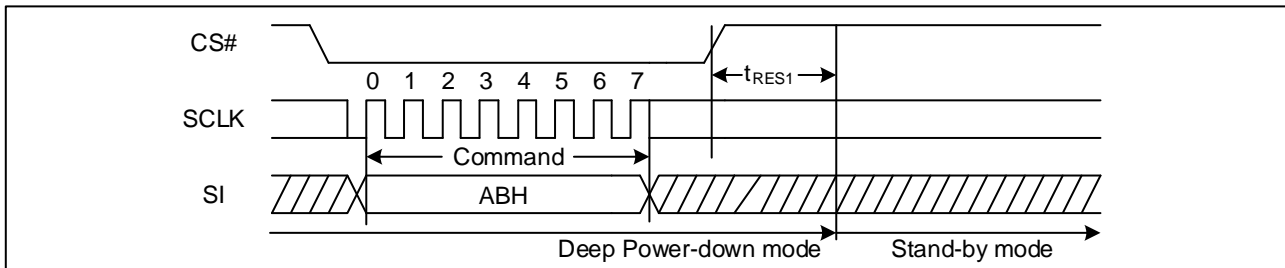 CS#
tRES1
0 1 2 3 4 5 6 7
SCLK
Command
SI
ABH
Deep Power-down mode Stand-by mode